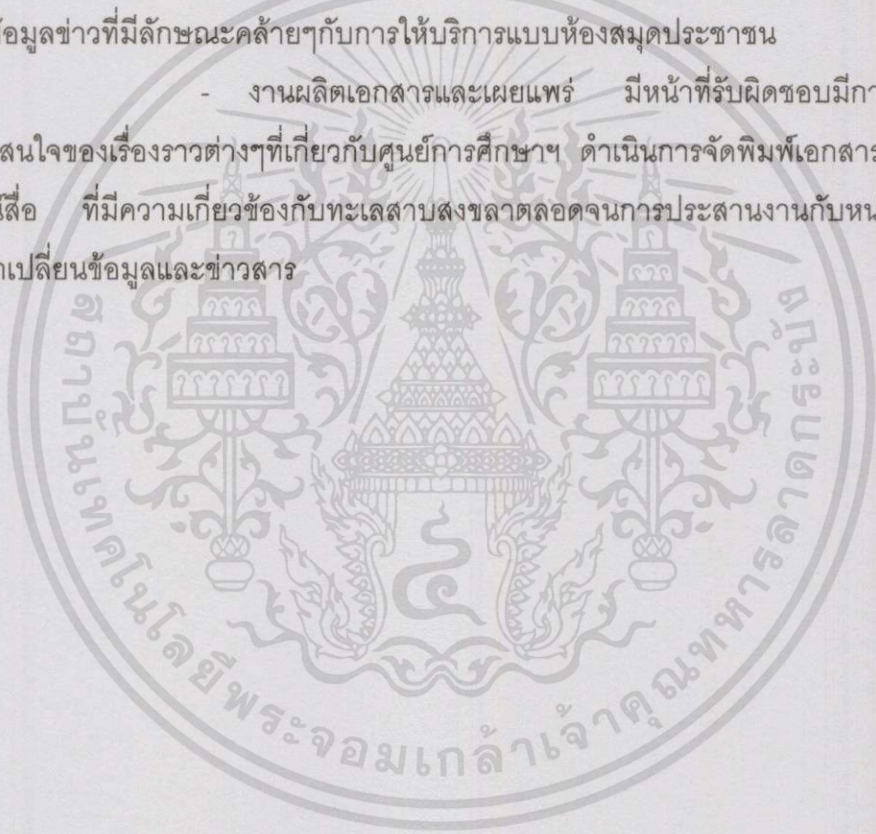 ข้อมูลข่าวที่มีลักษณะคล้ายๆกับการให้บริการแบบห้องสมุดประชาชน
- งานผลิตเอกสารและเผยแพร่ มีหน้าที่รับผิดชอบมีกา
สนใจของเรื่องราวต่างๆที่เกี่ยวกับศูนย์การศึกษาฯ ดำเนินการจัดพิมพ์เอกสาร
สื่อ ที่มีความเกี่ยวข้องกับทะเลสาบสงขลาตลอดจนการประสานงานกับหน
เปลี่ยนข้อมูลและข่าวสาร
สถาบันเทคโนโลยีพระจอมเกล้าเจ้าคุณทหารลาดกระบัง